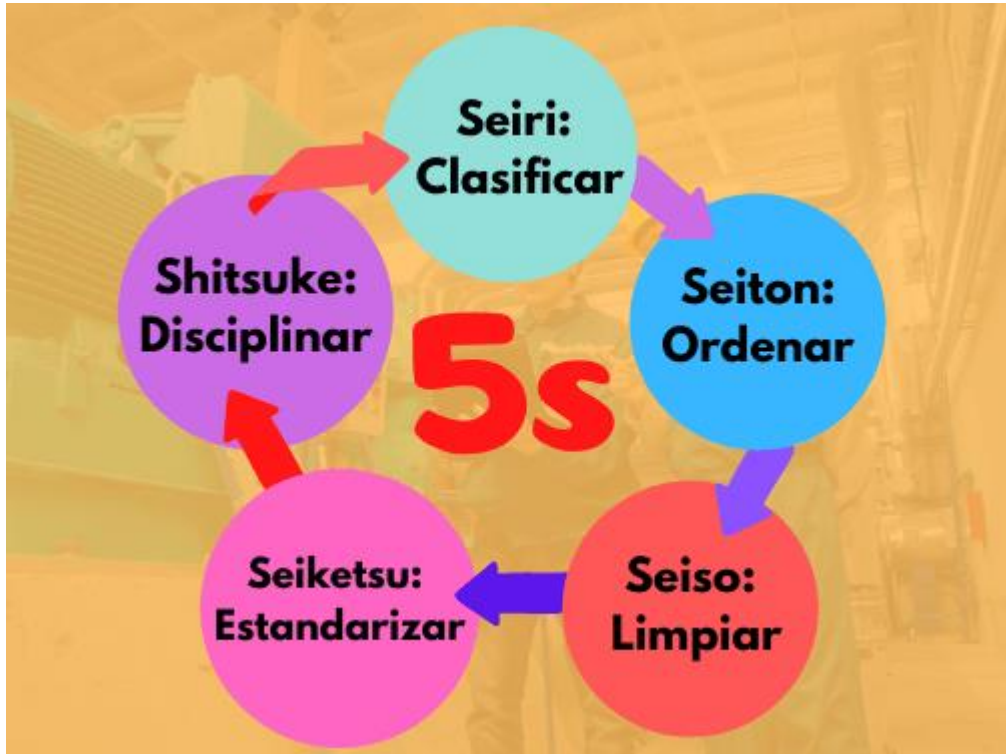 Seiri:
Clasificar
Seiton:
Ordenar
Seiso:
Limpiar
Seiketsu:
Estandarizar
Shitsuke:
Disciplinar
5s